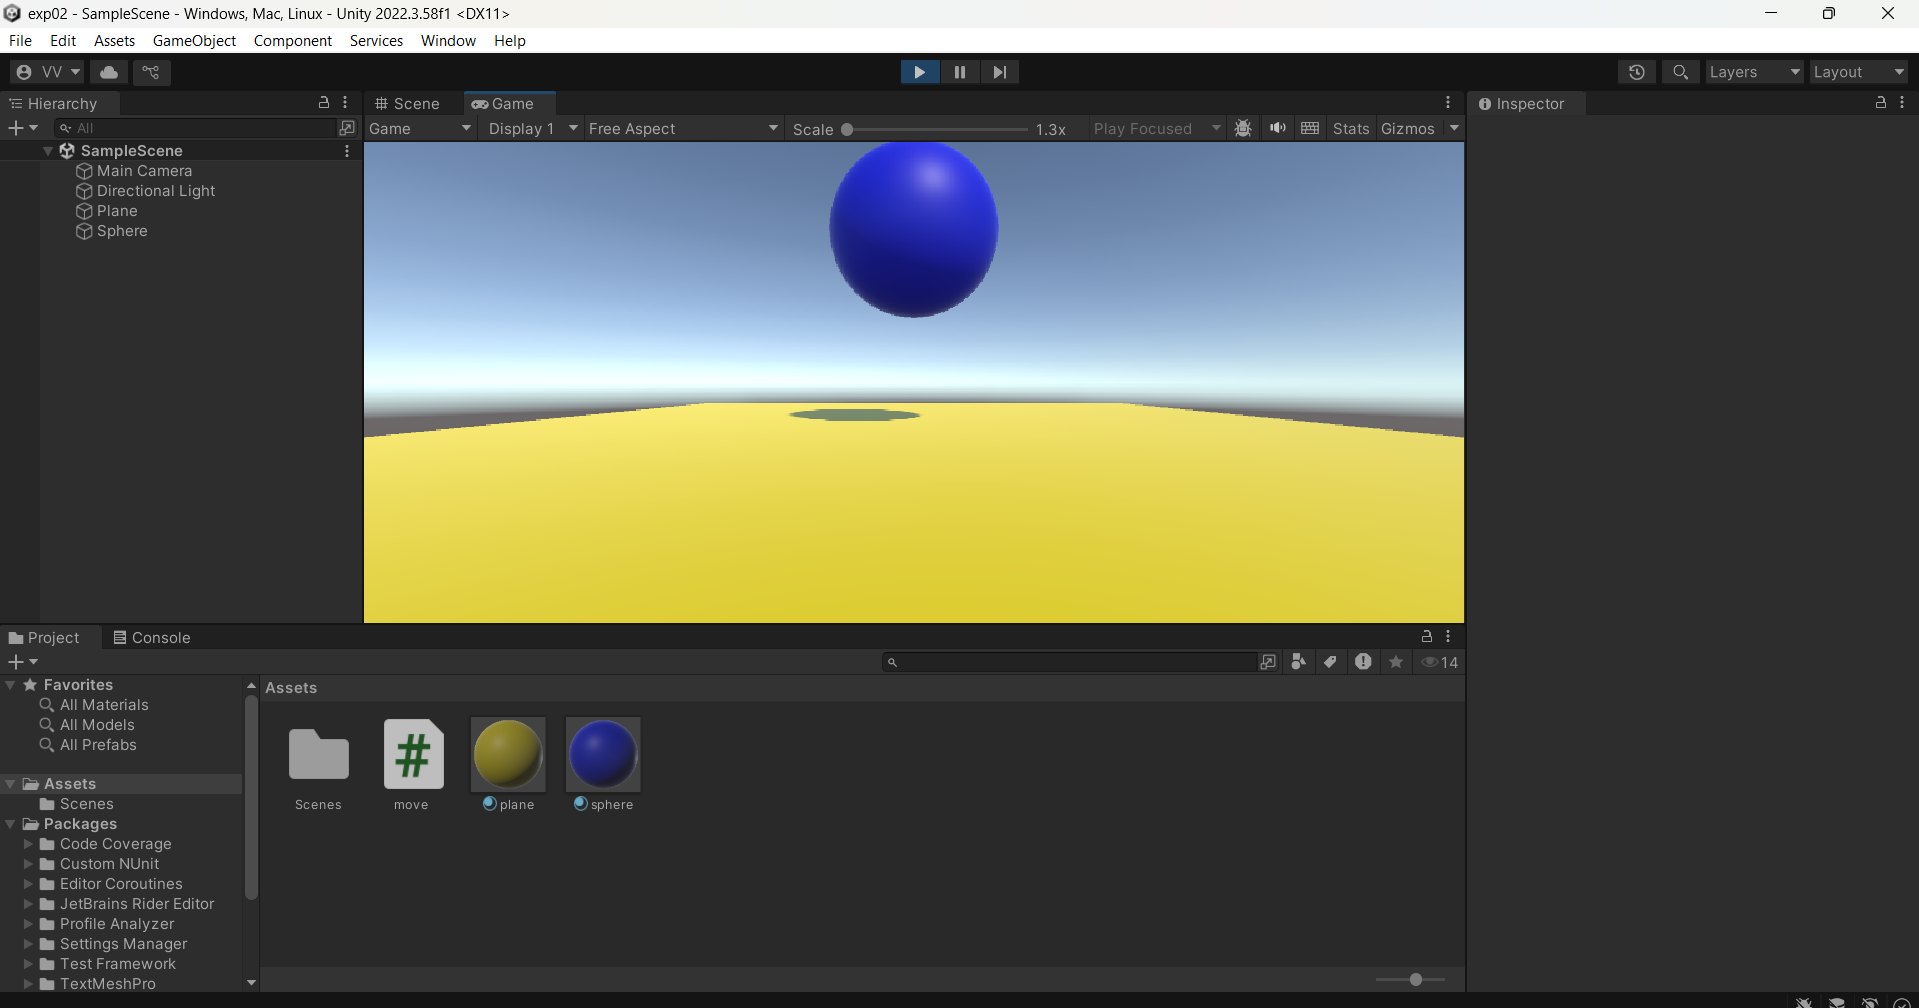 exp02 - SampleScene - Windows, Mac, Linux - Unity 2022.3.58f1 <DX11>
File Edit Assets GameObject Component Services Window Help
VV Layers Layout
Hierarchy
All
SampleScene
Main Camera
Directional Light
Plane
Sphere
Scene Game
Game Display 1 Free Aspect Scale 1.3x Play Focused Stats Gizmos
Inspector
Project Console
14
Favorites
All Materials
All Models
All Prefabs
Assets
Scenes
Packages
Code Coverage
Custom NUnit
Editor Coroutines
JetBrains Rider Editor
Profile Analyzer
Settings Manager
Test Framework
TextMeshPro
Assets
Scenes move plane sphere